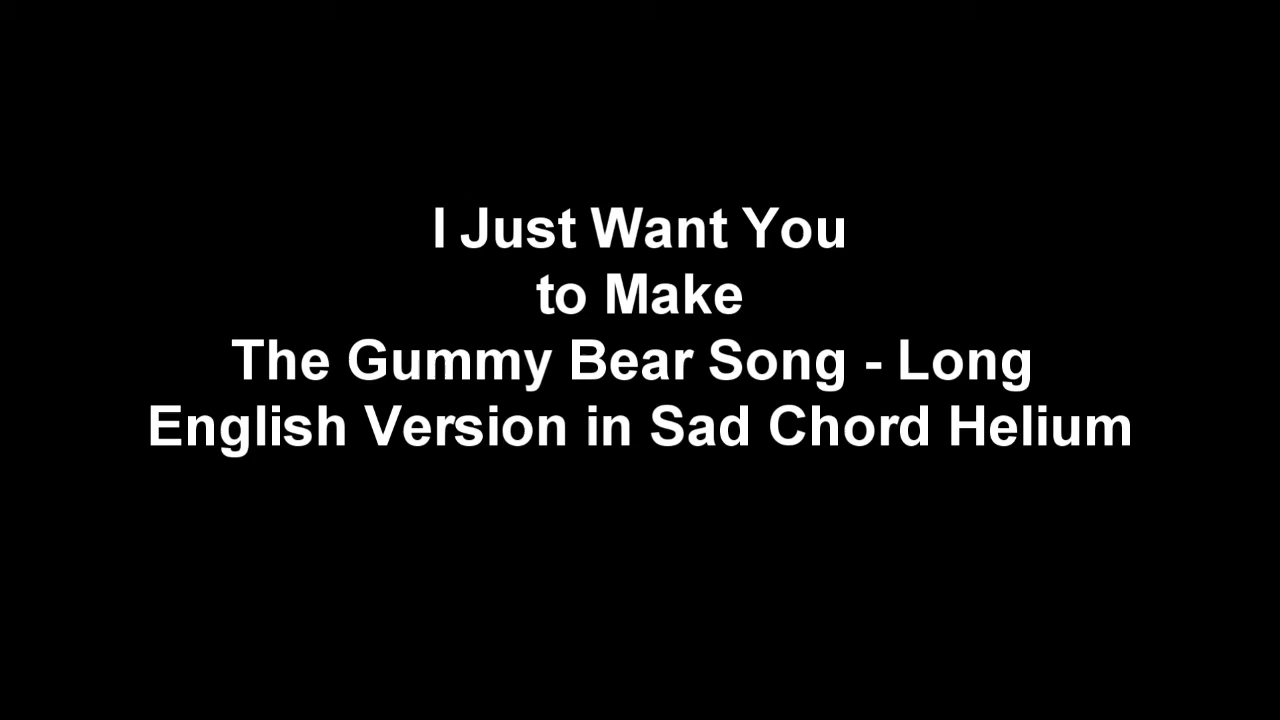 I Just Want You
to Make
The Gummy Bear Song - Long
English Version in Sad Chord Helium